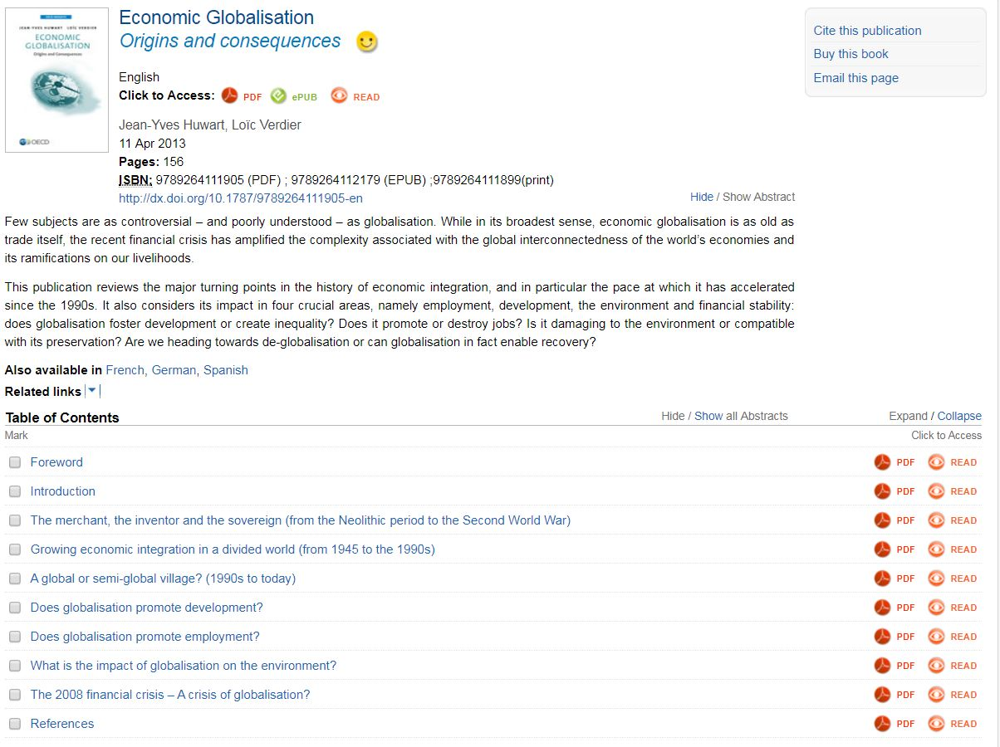 JEAN-YVES HUWART  LOÏC VERDIER
ECONOMIC
GLOBALISATION
Origins and Consequences
OECD
Economic Globalisation
Origins and consequences
English
Click to Access: PDF ePUB READ
Jean-Yves Huwart, Loïc Verdier
11 Apr 2013
Pages: 156
ISBN: 9789264111905 (PDF) ; 9789264112179 (EPUB) ;9789264111899(print)
http://dx.doi.org/10.1787/9789264111905-en
Hide / Show Abstract
Cite this publication
Buy this book
Email this page
Few subjects are as controversial – and poorly understood – as globalisation. While in its broadest sense, economic globalisation is as old as
trade itself, the recent financial crisis has amplified the complexity associated with the global interconnectedness of the world's economies and
its ramifications on our livelihoods.
This publication reviews the major turning points in the history of economic integration, and in particular the pace at which it has accelerated
since the 1990s. It also considers its impact in four crucial areas, namely employment, development, the environment and financial stability:
does globalisation foster development or create inequality? Does it promote or destroy jobs? Is it damaging to the environment or compatible
with its preservation? Are we heading towards de-globalisation or can globalisation in fact enable recovery?
Also available in French, German, Spanish
Related links
Table of Contents Hide / Show all Abstracts Expand / Collapse
Mark Click to Access
Foreword PDF READ
Introduction PDF READ
The merchant, the inventor and the sovereign (from the Neolithic period to the Second World War) PDF READ
Growing economic integration in a divided world (from 1945 to the 1990s) PDF READ
A global or semi-global village? (1990s to today) PDF READ
Does globalisation promote development? PDF READ
Does globalisation promote employment? PDF READ
What is the impact of globalisation on the environment? PDF READ
The 2008 financial crisis – A crisis of globalisation? PDF READ
References PDF READ